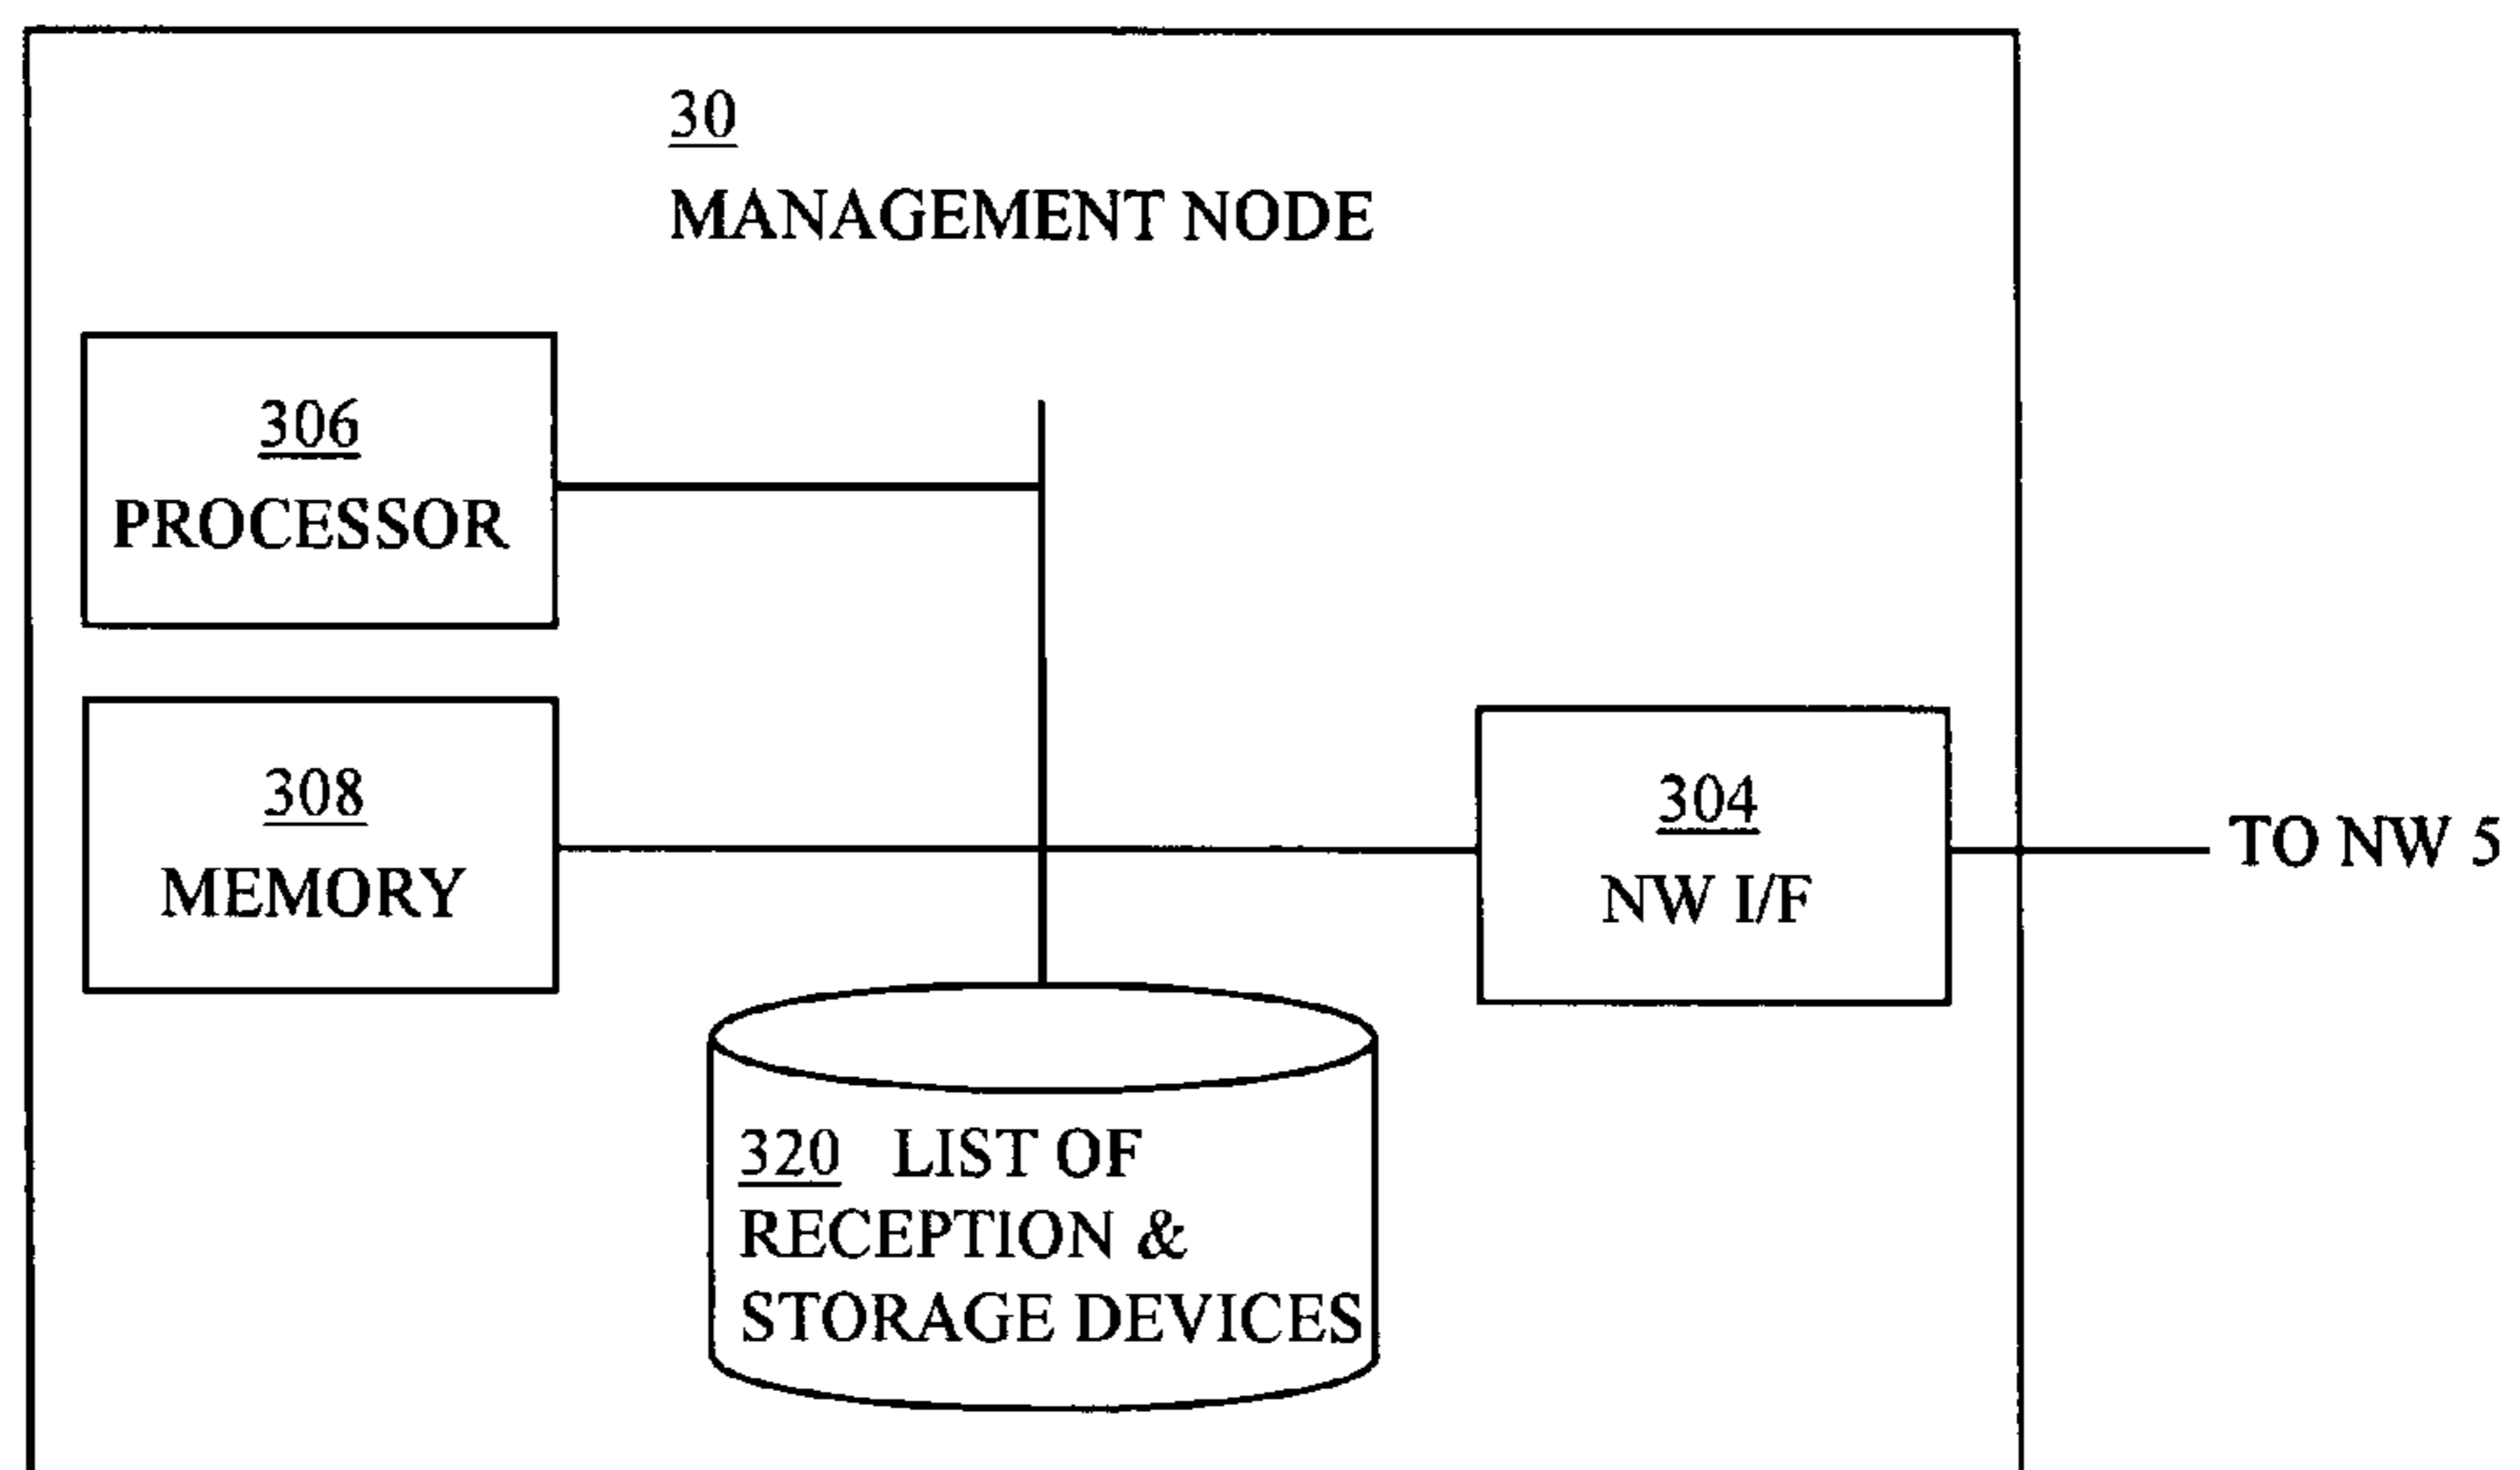 30
MANAGEMENT NODE
306
PROCESSOR
308
MEMORY
304
NW I/F
TO NW 5
320 LIST OF
RECEPTION &
STORAGE DEVICES